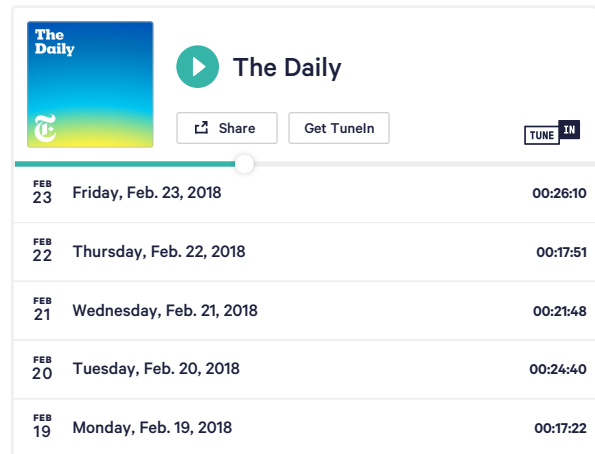 The
Daily
The Daily
Share
Get TuneIn
TUNE IN
FEB
23
Friday, Feb. 23, 2018
00:26:10
FEB
22
Thursday, Feb. 22, 2018
00:17:51
FEB
21
Wednesday, Feb. 21, 2018
00:21:48
FEB
20
Tuesday, Feb. 20, 2018
00:24:40
FEB
19
Monday, Feb. 19, 2018
00:17:22